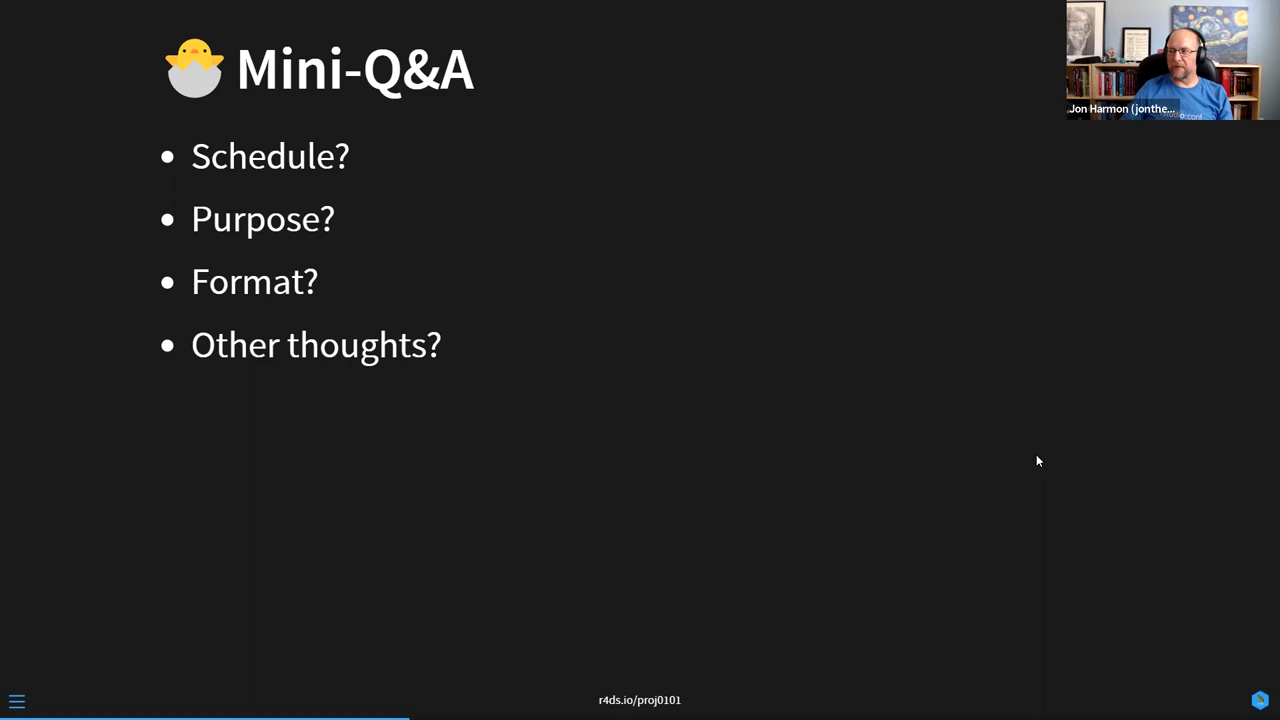 Mini-Q&A
Jon Harmon (jonthe...
Schedule?
Purpose?
Format?
Other thoughts?
r4ds.io/proj0101